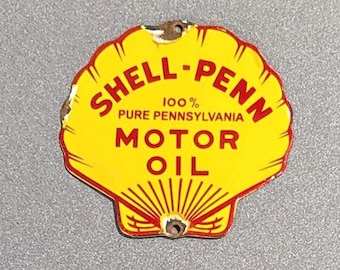 SHELL-PENN
100%
PURE PENNSYLVANIA
MOTOR
OIL